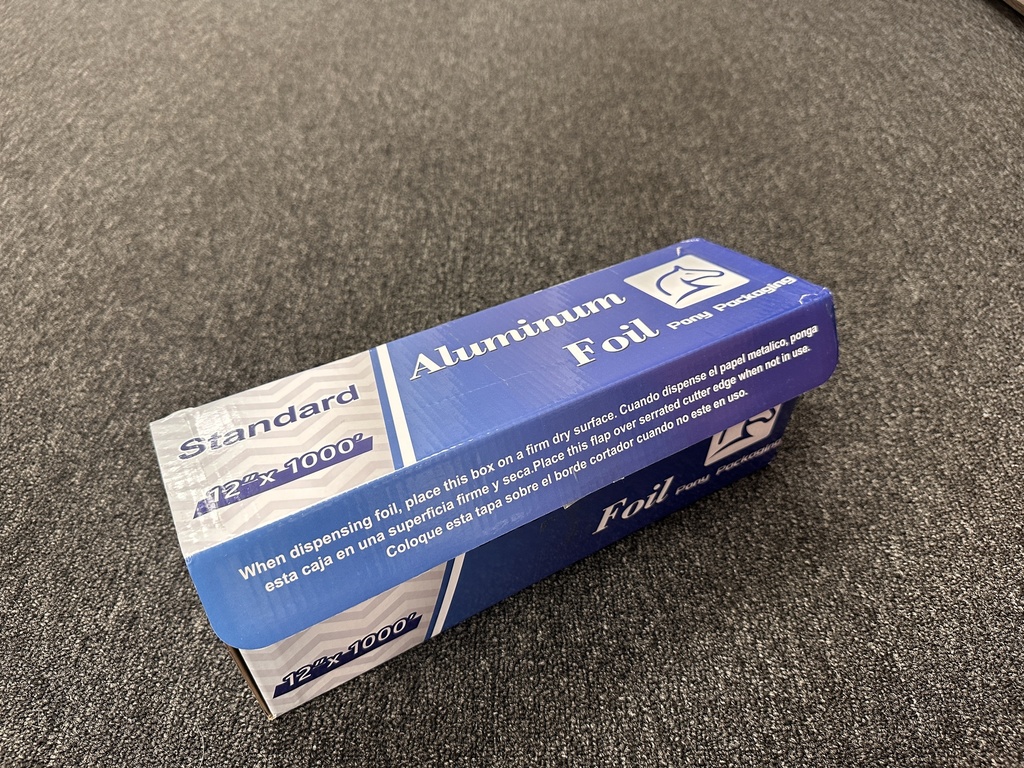 Standard
12"x 1000'
Aluminum
Foil
Pony Packaging
When dispensing foil, place this box on a firm dry surface. Cuando dispense el papel metalico, ponga
esta caja en una superficia firme y seca.Place this flap over serrated cutter edge when not in use.
Coloque esta tapa sobre el borde cortador cuando no este en uso.
12"x 1000'
Foil
Pony Packaging